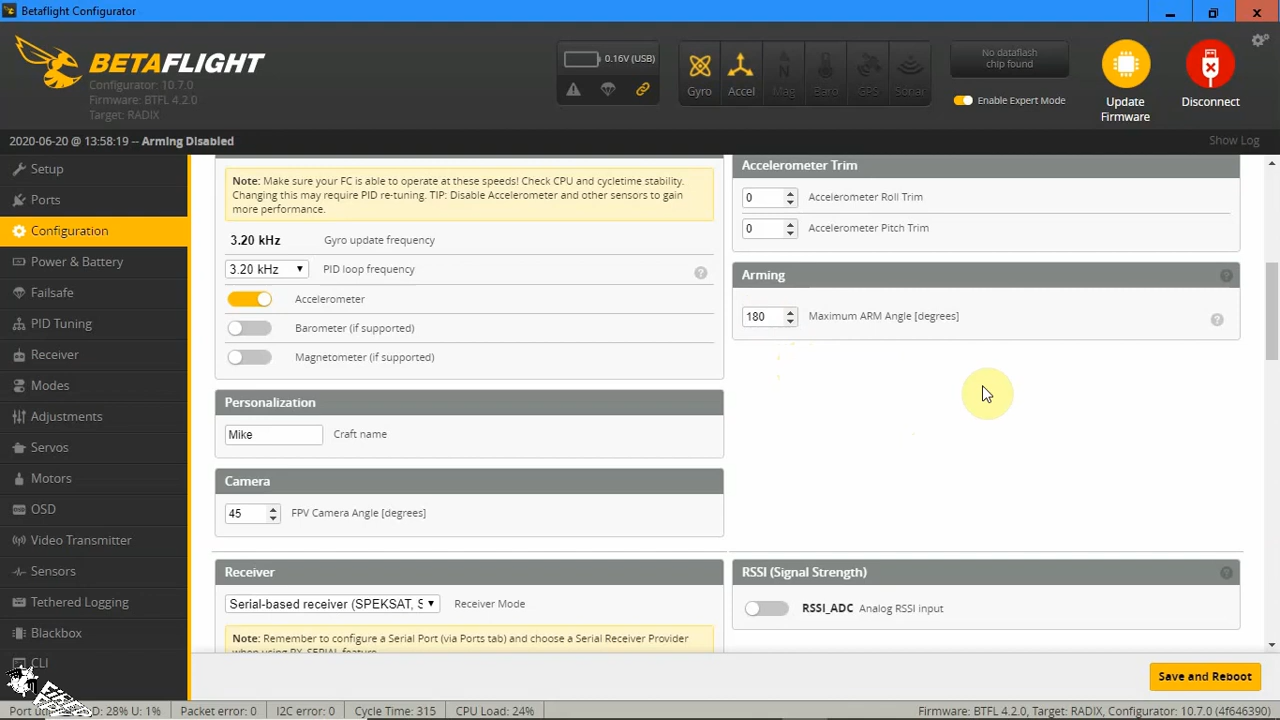 Betaflight Configurator
BETAFLIGHT
Configurator: 10.7.0
Firmware: BTFL 4.2.0
Target: RADIX
0.16V (USB)
Gyro
Accel
Mag
Baro
GPS
Sonar
No dataflash
chip found
Enable Expert Mode
Update
Firmware
Disconnect
2020-06-20 @ 13:58:19 -- Arming Disabled
Show Log
Setup
Ports
Configuration
Power & Battery
Failsafe
PID Tuning
Receiver
Modes
Adjustments
Servos
Motors
OSD
Video Transmitter
Sensors
Tethered Logging
Blackbox
CLI
Note: Make sure your FC is able to operate at these speeds! Check CPU and cycletime stability.
Changing this may require PID re-tuning. TIP: Disable Accelerometer and other sensors to gain
more performance.
3.20 kHz Gyro update frequency
3.20 kHz PID loop frequency
Accelerometer
Barometer (if supported)
Magnetometer (if supported)
Personalization
Mike Craft name
Camera
45 FPV Camera Angle [degrees]
Receiver
Serial-based receiver (SPEKSAT, S Receiver Mode
Note: Remember to configure a Serial Port (via Ports tab) and choose a Serial Receiver Provider
when using RX_SERIAL feature.
Accelerometer Trim
0 Accelerometer Roll Trim
0 Accelerometer Pitch Trim
Arming
180 Maximum ARM Angle [degrees]
RSSI (Signal Strength)
RSSI_ADC Analog RSSI input
Save and Reboot
Port ut D: 28% U: 1% Packet error: 0 I2C error: 0 Cycle Time: 315 CPU Load: 24% Firmware: BTFL 4.2.0, Target: RADIX, Configurator: 10.7.0 (4f646390)